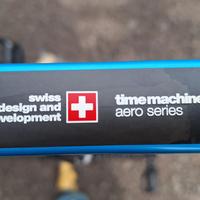 swiss
design and
development
timemachine
aero series